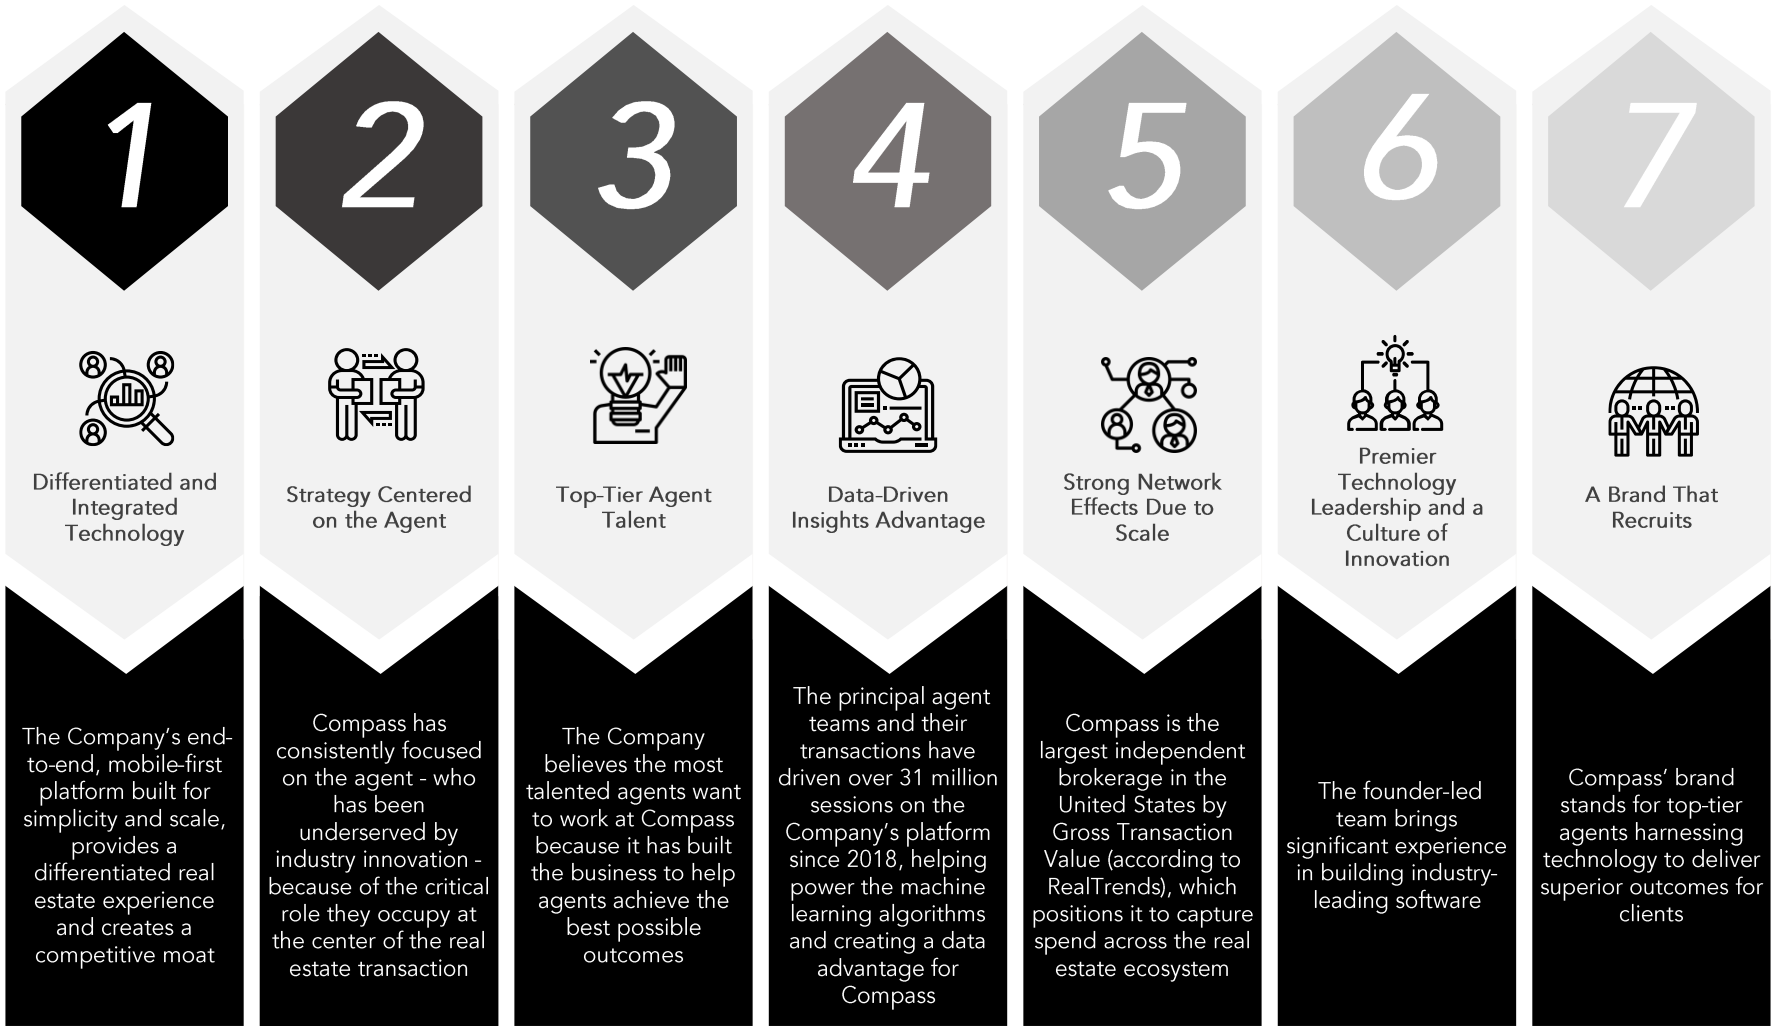 1
Differentiated and
Integrated
Technology
The Company’s end-
to-end, mobile-first
platform built for
simplicity and scale,
provides a
differentiated real
estate experience
and creates a
competitive moat
2
Strategy Centered
on the Agent
Compass has
consistently focused
on the agent - who
has been
underserved by
industry innovation -
because of the critical
role they occupy at
the center of the real
estate transaction
3
Top-Tier Agent
Talent
The Company
believes the most
talented agents want
to work at Compass
because it has built
the business to help
agents achieve the
best possible
outcomes
4
Data-Driven
Insights Advantage
The principal agent
teams and their
transactions have
driven over 31 million
sessions on the
Company’s platform
since 2018, helping
power the machine
learning algorithms
and creating a data
advantage for
Compass
5
Strong Network
Effects Due to
Scale
Compass is the
largest independent
brokerage in the
United States by
Gross Transaction
Value (according to
RealTrends), which
positions it to capture
spend across the real
estate ecosystem
6
Premier
Technology
Leadership and a
Culture of
Innovation
The founder-led
team brings
significant experience
in building industry-
leading software
7
A Brand That
Recruits
Compass’ brand
stands for top-tier
agents harnessing
technology to deliver
superior outcomes for
clients